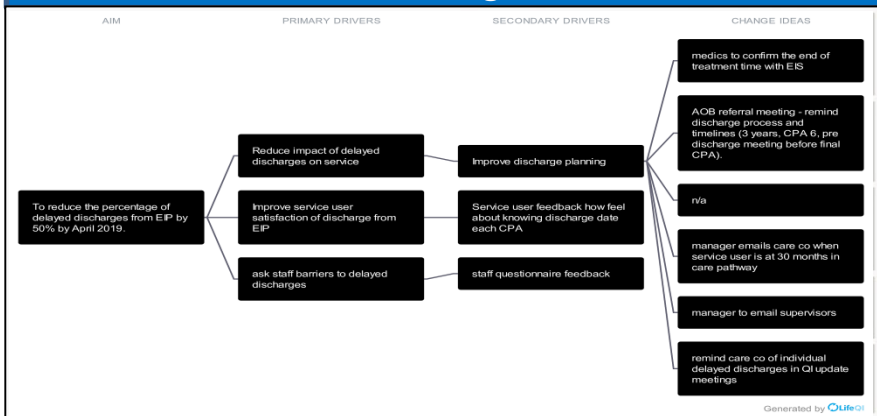 AIM
PRIMARY DRIVERS
SECONDARY DRIVERS
CHANGE IDEAS
To reduce the percentage of
delayed discharges from EIP by
50% by April 2019.
Reduce impact of delayed
discharges on service
Improve service user
satisfaction of discharge from
EIP
ask staff barriers to delayed
discharges
Improve discharge planning
Service user feedback how feel
about knowing discharge date
each CPA
staff questionnaire feedback
medics to confirm the end of
treatment time with EIS
AOB referral meeting - remind
discharge process and
timelines (3 years, CPA 6, pre
discharge meeting before final
CPA).
n/a
manager emails care co when
service user is at 30 months in
care pathway
manager to email supervisors
remind care co of individual
delayed discharges in QI update
meetings
Generated by LifeQI